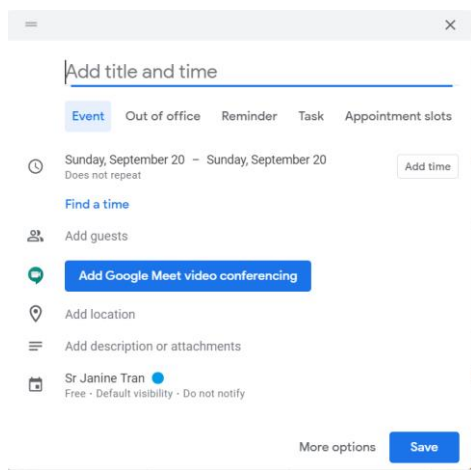 Add title and time
Event Out of office Reminder Task Appointment slots
Sunday, September 20 – Sunday, September 20
Add time
Does not repeat
Find a time
Add guests
Add Google Meet video conferencing
Add location
Add description or attachments
Sr Janine Tran
Free · Default visibility · Do not notify
More options Save